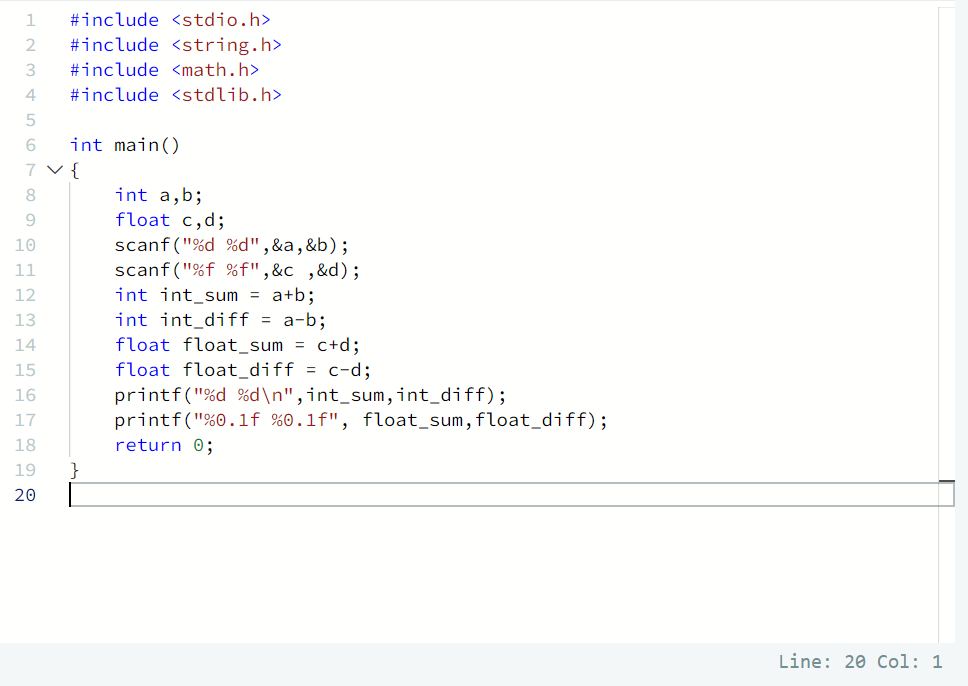 1 #include <stdio.h>
2 #include <string.h>
3 #include <math.h>
4 #include <stdlib.h>
5
6 int main()
7 {
8     int a,b;
9     float c,d;
10     scanf("%d %d",&a,&b);
11     scanf("%f %f",&c ,&d);
12     int int_sum = a+b;
13     int int_diff = a-b;
14     float float_sum = c+d;
15     float float_diff = c-d;
16     printf("%d %d\n",int_sum,int_diff);
17     printf("%0.1f %0.1f", float_sum,float_diff);
18     return 0;
19 }
20
Line: 20 Col: 1